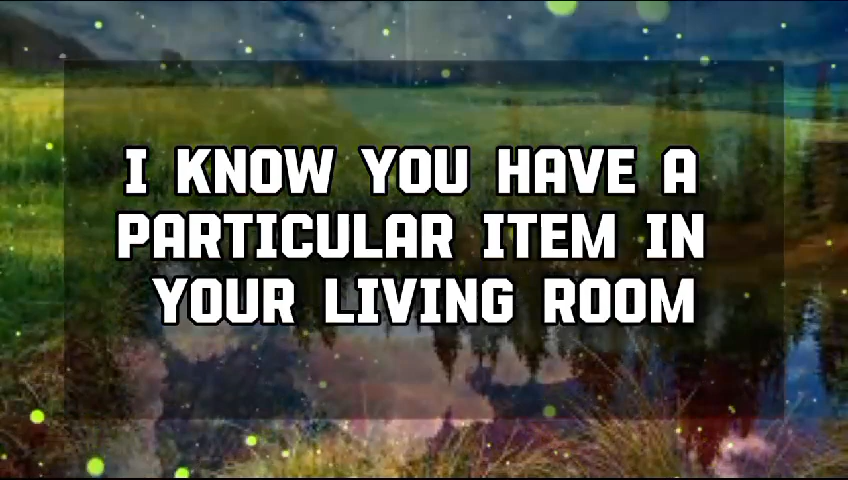 I KNOW YOU HAVE A
PARTICULAR ITEM IN
YOUR LIVING ROOM